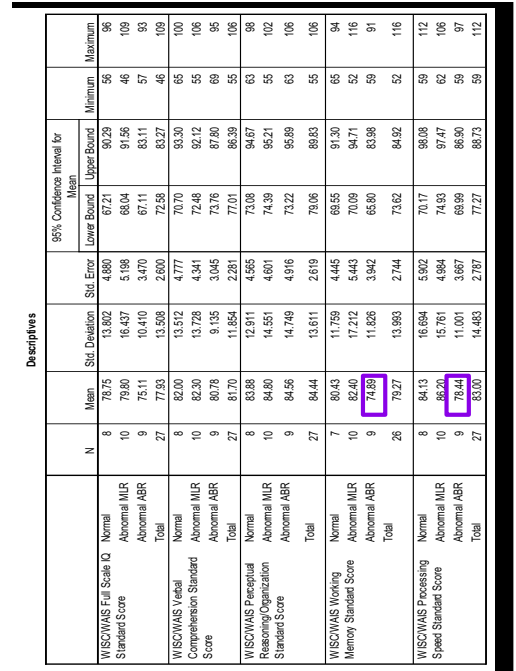 Descriptives
95% Confidence Interval for
Mean
N Mean Std. Deviation Std. Error Lower Bound Upper Bound Minimum Maximum
WISC/WAIS Full Scale IQ Normal 8 78.75 13.802 4.880 67.21 90.29 56 96
Standard Score Abnormal MLR 10 79.80 16.437 5.198 68.04 91.56 46 109
Abnormal ABR 9 75.11 10.410 3.470 67.11 83.11 57 93
Total 27 77.93 13.508 2.600 72.58 83.27 46 109
WISC/WAIS Verbal Normal 8 82.00 13.512 4.777 70.70 93.30 65 100
Comprehension Standard Abnormal MLR 10 82.30 13.728 4.341 72.48 92.12 55 106
Score Abnormal ABR 9 80.78 9.135 3.045 73.76 87.80 69 95
Total 27 81.70 11.854 2.281 77.01 86.39 55 106
WISC/WAIS Perceptual Normal 8 83.88 12.911 4.565 73.08 94.67 63 98
Reasoning/Organization Abnormal MLR 10 84.80 14.551 4.601 74.39 95.21 55 102
Standard Score Abnormal ABR 9 84.56 14.749 4.916 73.22 95.89 63 106
Total 27 84.44 13.611 2.619 79.06 89.83 55 106
WISC/WAIS Working Normal 7 80.43 11.759 4.445 69.55 91.30 65 94
Memory Standard Score Abnormal MLR 10 82.40 17.212 5.443 70.09 94.71 52 116
Abnormal ABR 9 74.89 11.826 3.942 65.80 83.98 59 91
Total 26 79.27 13.993 2.744 73.62 84.92 52 116
WISC/WAIS Processing Normal 8 84.13 16.694 5.902 70.17 98.08 59 112
Speed Standard Score Abnormal MLR 10 86.20 15.761 4.984 74.93 97.47 62 106
Abnormal ABR 9 78.44 11.001 3.667 69.99 86.90 59 97
Total 27 83.00 14.483 2.787 77.27 88.73 59 112